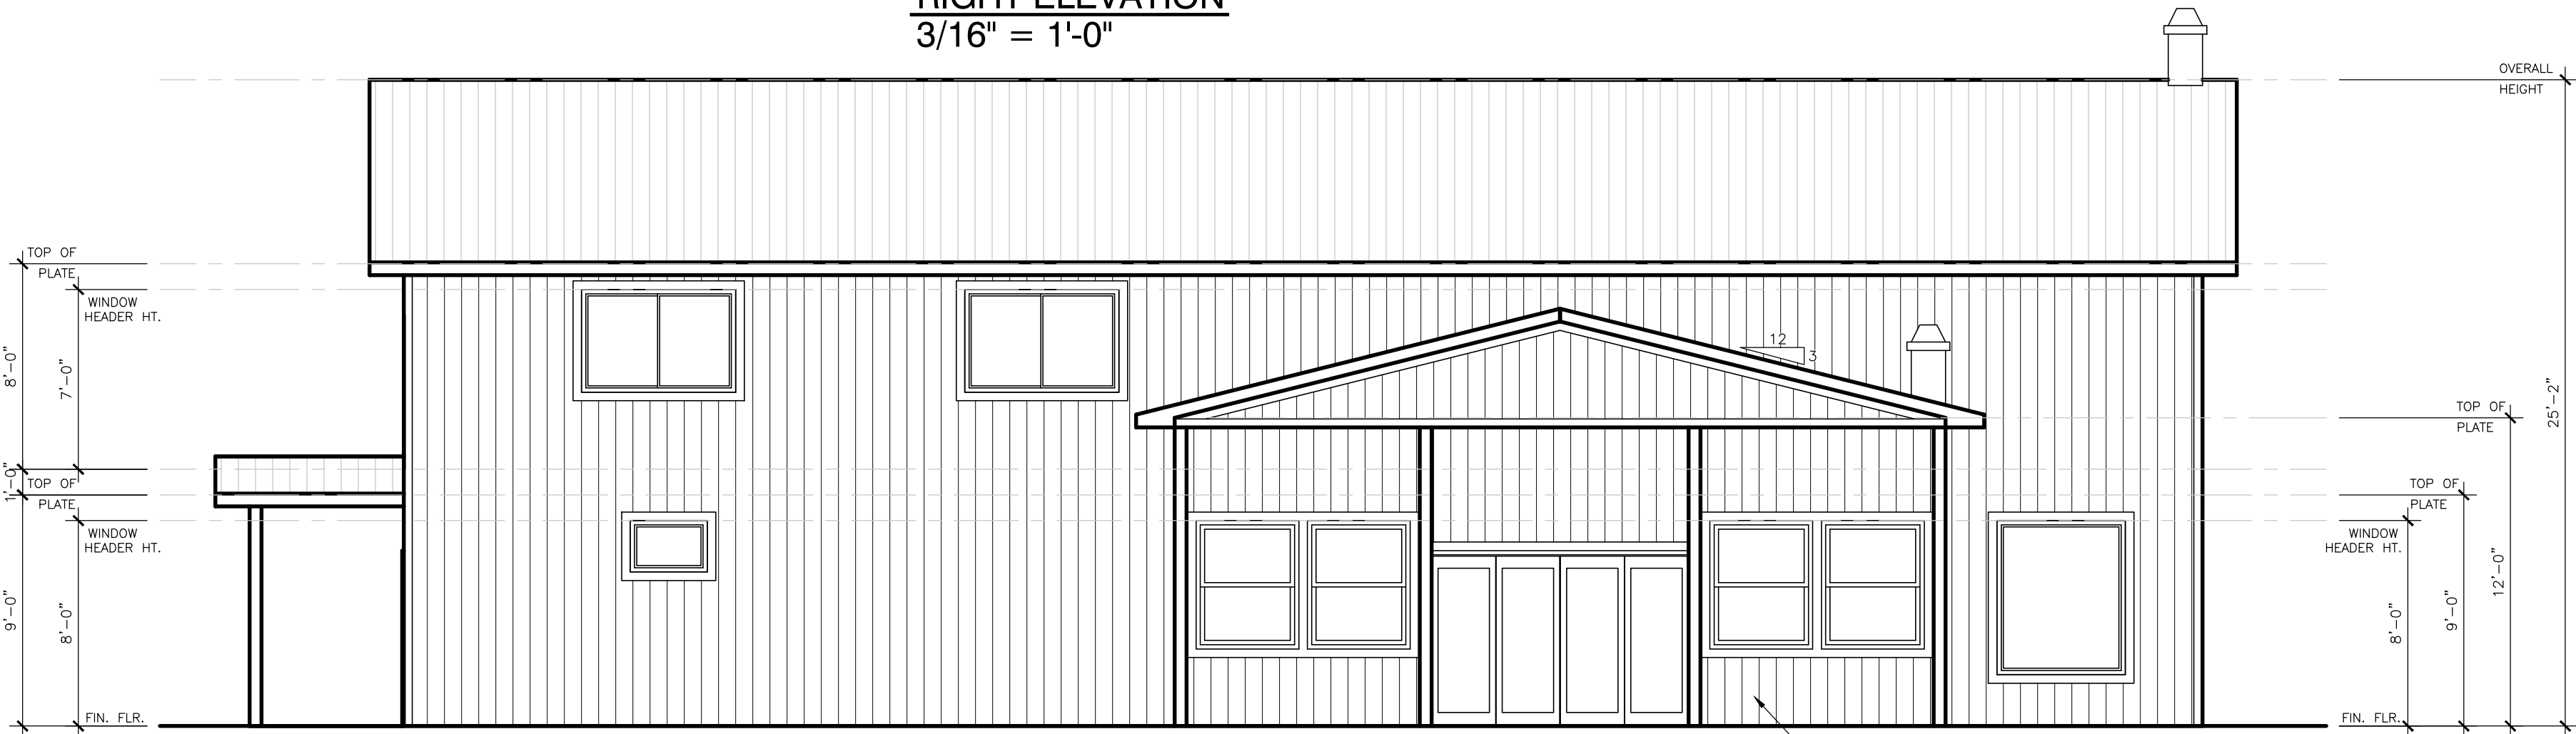 RIGHT ELEVATION
3/16" = 1'-0"
OVERALL
HEIGHT
TOP OF
PLATE
WINDOW
HEADER HT.
8'-0"
7'-0"
12
3
25'-2"
TOP OF
PLATE
1'-0"
TOP OF
PLATE
TOP OF
PLATE
WINDOW
HEADER HT.
WINDOW
HEADER HT.
9'-0"
8'-0"
8'-0"
9'-0"
12'-0"
FIN. FLR.
FIN. FLR.